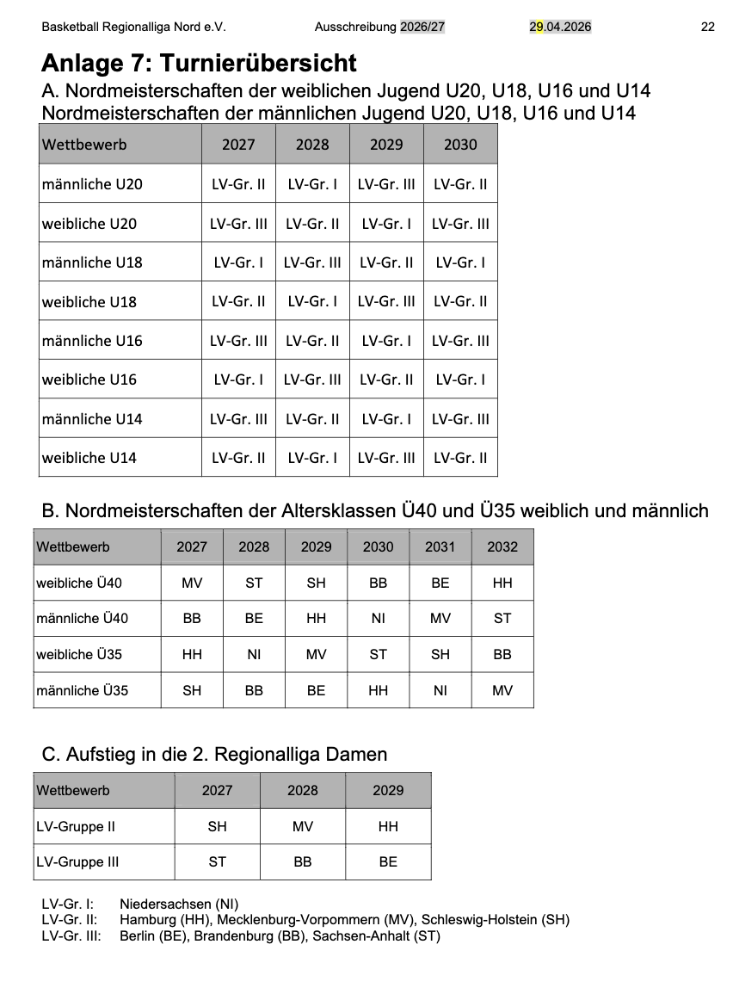 Basketball Regionalliga Nord e.V. Ausschreibung 2026/27 29.04.2026 22
Anlage 7: Turnierübersicht
A. Nordmeisterschaften der weiblichen Jugend U20, U18, U16 und U14
Nordmeisterschaften der männlichen Jugend U20, U18, U16 und U14
Wettbewerb 2027 2028 2029 2030
männliche U20 LV-Gr. II LV-Gr. I LV-Gr. III LV-Gr. II
weibliche U20 LV-Gr. III LV-Gr. II LV-Gr. I LV-Gr. III
männliche U18 LV-Gr. I LV-Gr. III LV-Gr. II LV-Gr. I
weibliche U18 LV-Gr. II LV-Gr. I LV-Gr. III LV-Gr. II
männliche U16 LV-Gr. III LV-Gr. II LV-Gr. I LV-Gr. III
weibliche U16 LV-Gr. I LV-Gr. III LV-Gr. II LV-Gr. I
männliche U14 LV-Gr. III LV-Gr. II LV-Gr. I LV-Gr. III
weibliche U14 LV-Gr. II LV-Gr. I LV-Gr. III LV-Gr. II
B. Nordmeisterschaften der Altersklassen Ü40 und Ü35 weiblich und männlich
Wettbewerb 2027 2028 2029 2030 2031 2032
weibliche Ü40 MV ST SH BB BE HH
männliche Ü40 BB BE HH NI MV ST
weibliche Ü35 HH NI MV ST SH BB
männliche Ü35 SH BB BE HH NI MV
C. Aufstieg in die 2. Regionalliga Damen
Wettbewerb 2027 2028 2029
LV-Gruppe II SH MV HH
LV-Gruppe III ST BB BE
LV-Gr. I: Niedersachsen (NI)
LV-Gr. II: Hamburg (HH), Mecklenburg-Vorpommern (MV), Schleswig-Holstein (SH)
LV-Gr. III: Berlin (BE), Brandenburg (BB), Sachsen-Anhalt (ST)